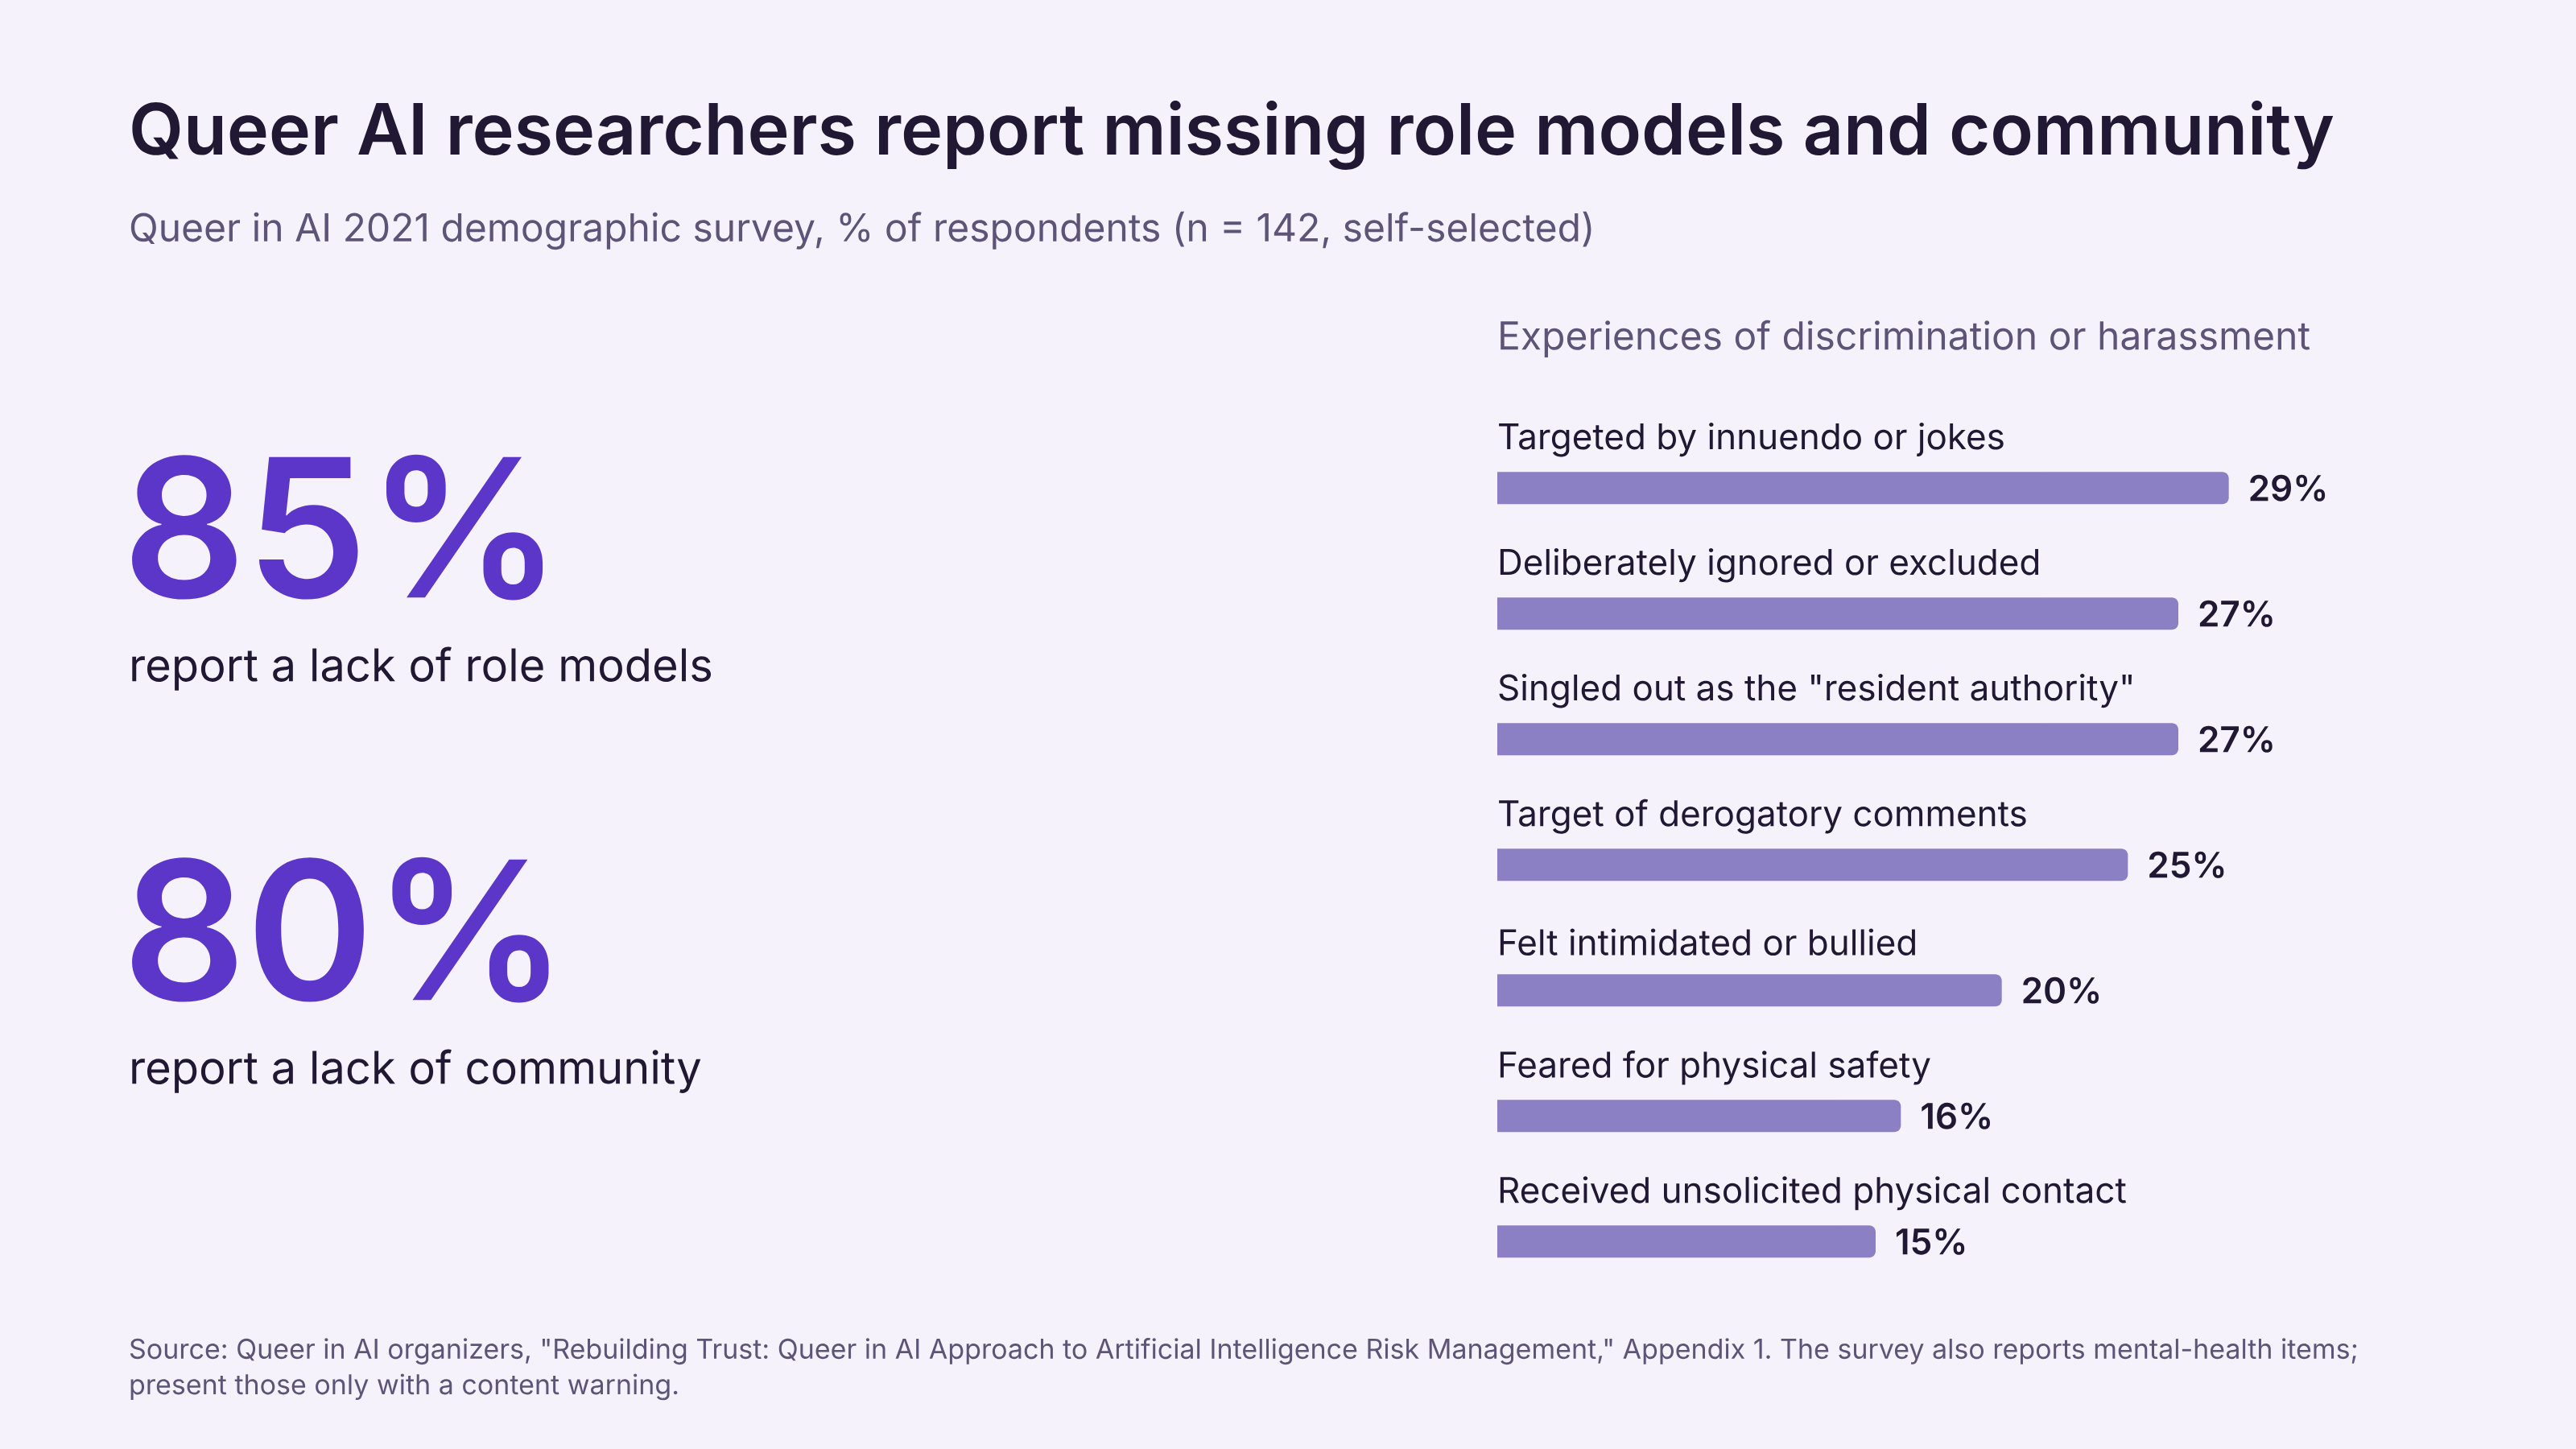 Queer AI researchers report missing role models and community
Queer in AI 2021 demographic survey, % of respondents (n = 142, self-selected)
85%
report a lack of role models
80%
report a lack of community
Experiences of discrimination or harassment
Targeted by innuendo or jokes
29%
Deliberately ignored or excluded
27%
Singled out as the "resident authority"
27%
Target of derogatory comments
25%
Felt intimidated or bullied
20%
Feared for physical safety
16%
Received unsolicited physical contact
15%
Source: Queer in AI organizers, "Rebuilding Trust: Queer in AI Approach to Artificial Intelligence Risk Management," Appendix 1. The survey also reports mental-health items;
present those only with a content warning.